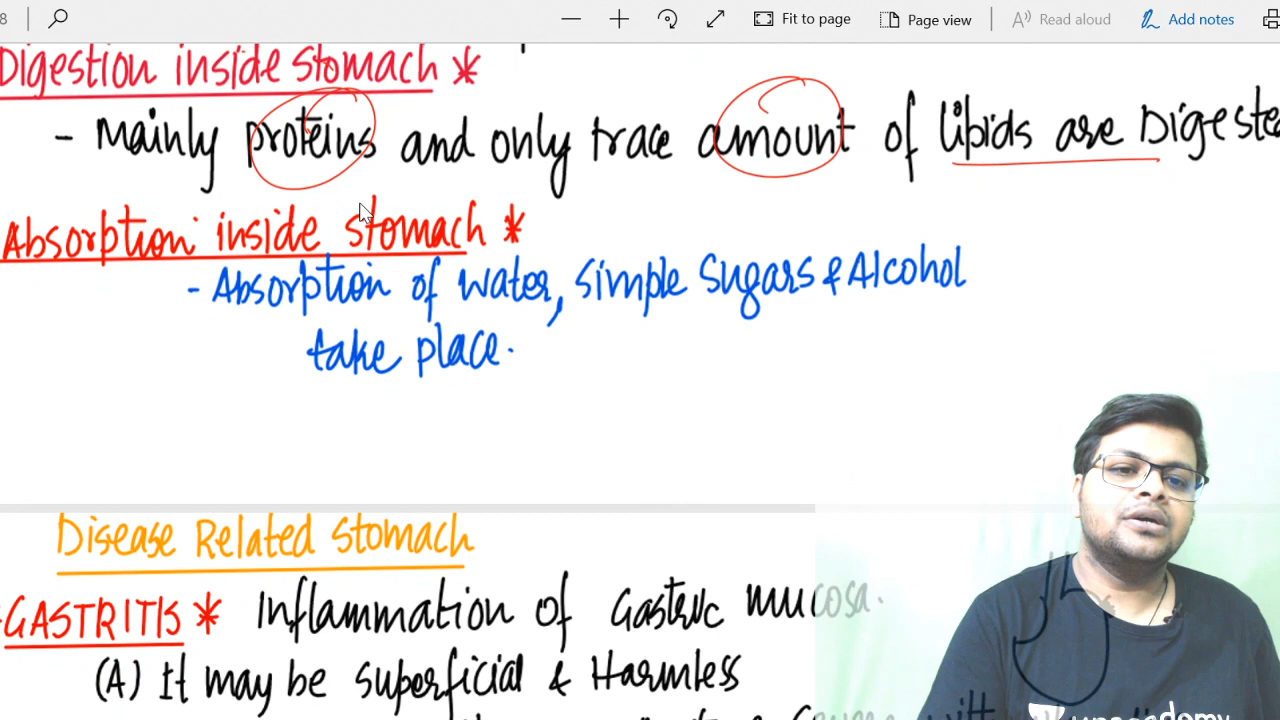 8 Fit to page Page view Read aloud Add notes
Digestion inside stomach *
- Mainly proteins and only trace amount of lipids are Digeste
Absorption inside stomach *
- Absorption of water, simple sugars & Alcohol
take place.
Disease Related stomach
GASTRITIS * Inflammation of Gastric mucosa.
(A) It may be superficial & Harmless
unacademy